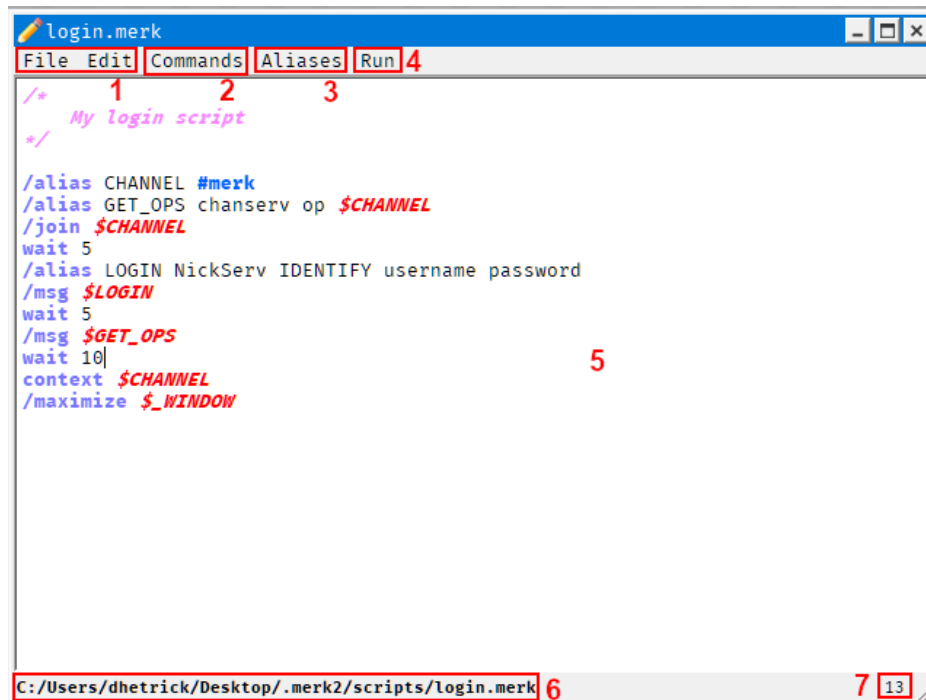 login.merk
File Edit Commands Aliases Run 4
1 2 3
/*
My login script
*/
/alias CHANNEL #merk
/alias GET_OPS chanserv op $CHANNEL
/join $CHANNEL
wait 5
/alias LOGIN NickServ IDENTIFY username password
/msg $LOGIN
wait 5
/msg $GET_OPS
wait 10
5
context $CHANNEL
/maximize $_WINDOW
C:/Users/dhetrick/Desktop/.merk2/scripts/login.merk 6 7 13